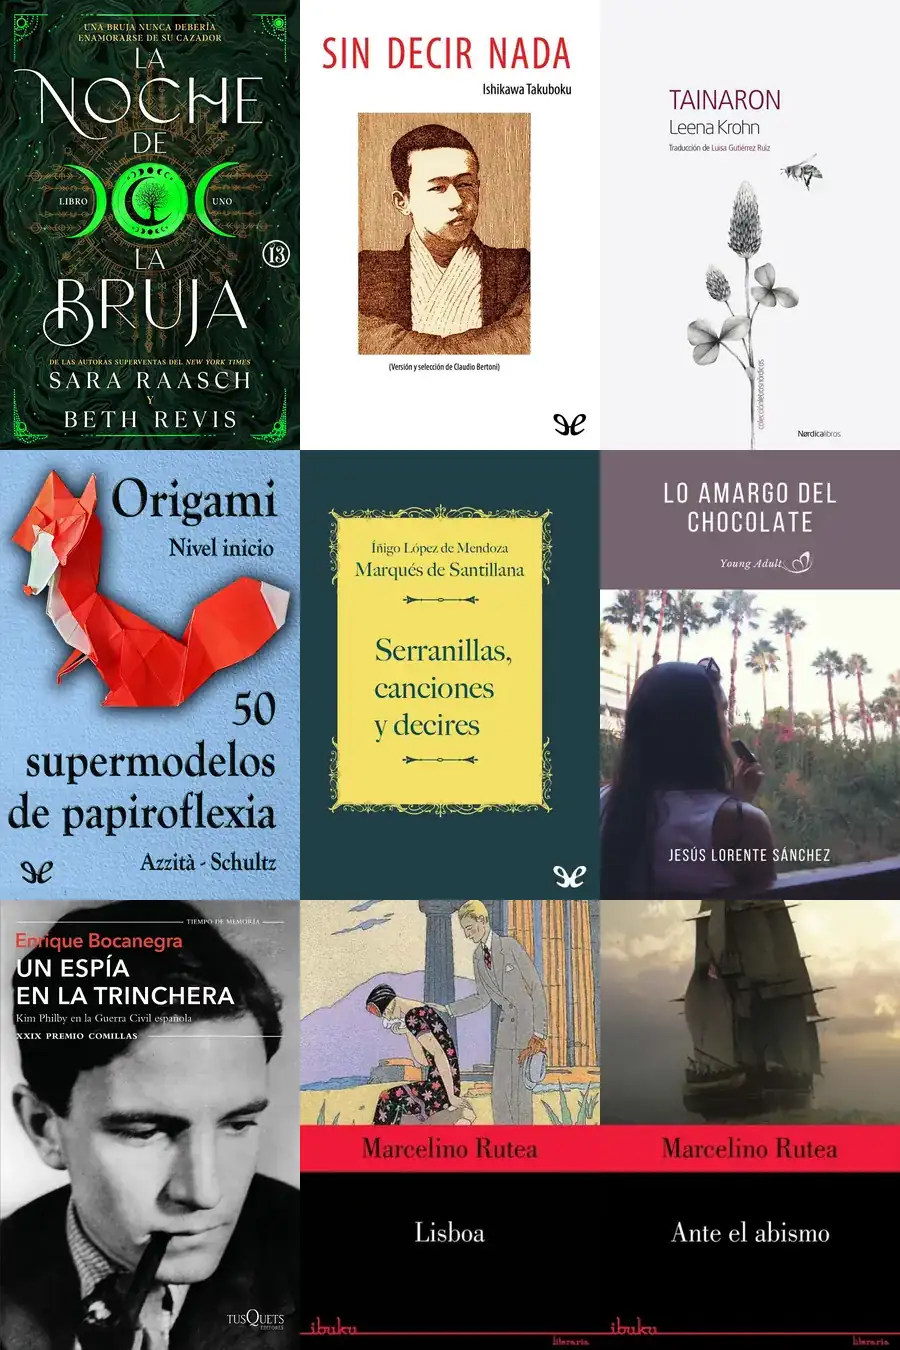 UNA BRUJA NUNCA DEBERÍA
ENAMORARSE DE SU CAZADOR
LA
NOCHE
DE
LIBRO
UNO
LA
13
BRUJA
DE LAS AUTORAS SUPERVENTAS DEL NEW YORK TIMES
SARA RAASCH
Y
BETH REVIS
SIN DECIR NADA
Ishikawa Takuboku
(Versión y selección de Claudio Bertoni)
TAINARON
Leena Krohn
Traducción de Luisa Gutiérrez Ruiz
colecciónletrasnórdicas
Nørdicalibros
Origami
Nivel inicio
50
supermodelos
de papiroflexia
Azzità - Schultz
Íñigo López de Mendoza
Marqués de Santillana
Serranillas,
canciones
y decires
LO AMARGO DEL
CHOCOLATE
Young Adult
JESÚS LORENTE SÁNCHEZ
TIEMPO DE MEMORIA
Enrique Bocanegra
UN ESPÍA
EN LA TRINCHERA
Kim Philby en la Guerra Civil española
XXIX PREMIO COMILLAS
TUSQUETS
EDITORES
Marcelino Rutea
Lisboa
ibuku
literaria
Marcelino Rutea
Ante el abismo
ibuku
literaria